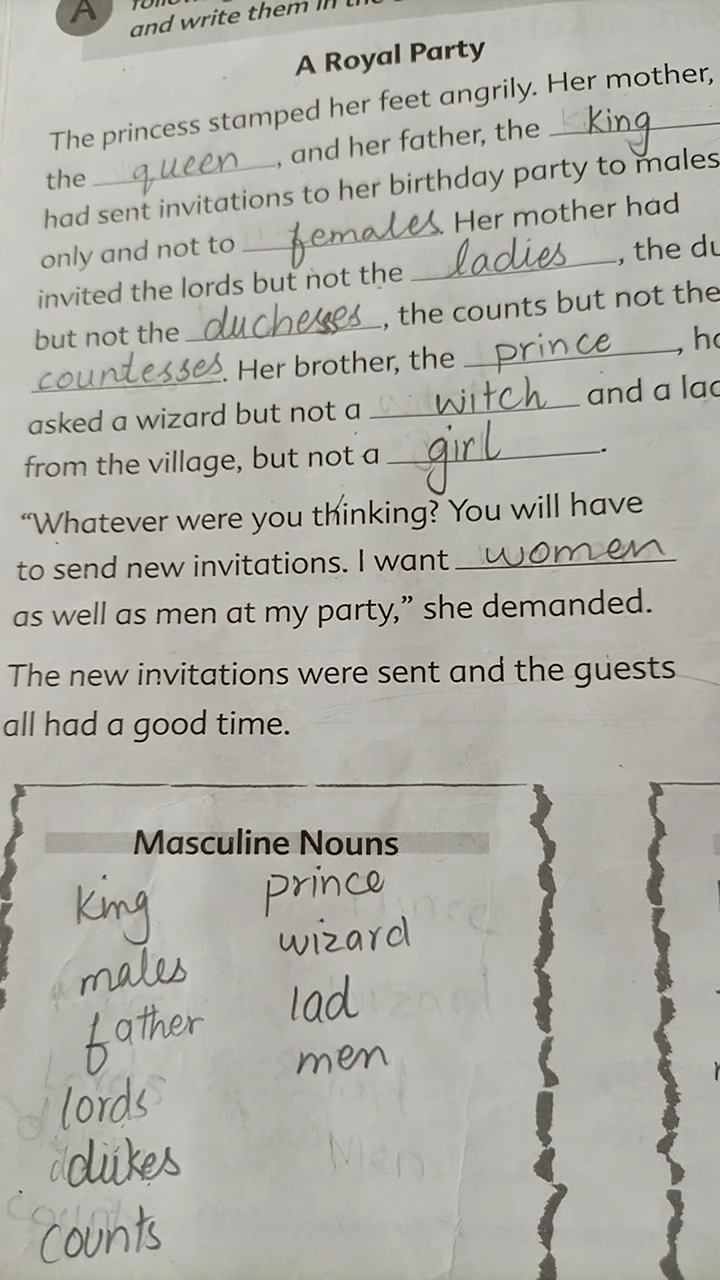 A
and write them in
A Royal Party
The princess stamped her feet angrily. Her mother,
the queen, and her father, the king
had sent invitations to her birthday party to males
only and not to females. Her mother had
invited the lords but not the ladies, the du
but not the duchesses, the counts but not the
countesses. Her brother, the prince, ha
asked a wizard but not a witch and a lad
from the village, but not a girl.
“Whatever were you thinking? You will have
to send new invitations. I want women
as well as men at my party,” she demanded.
The new invitations were sent and the guests
all had a good time.
Masculine Nouns
king prince
males wizard
father lad
lords men
dukes
counts